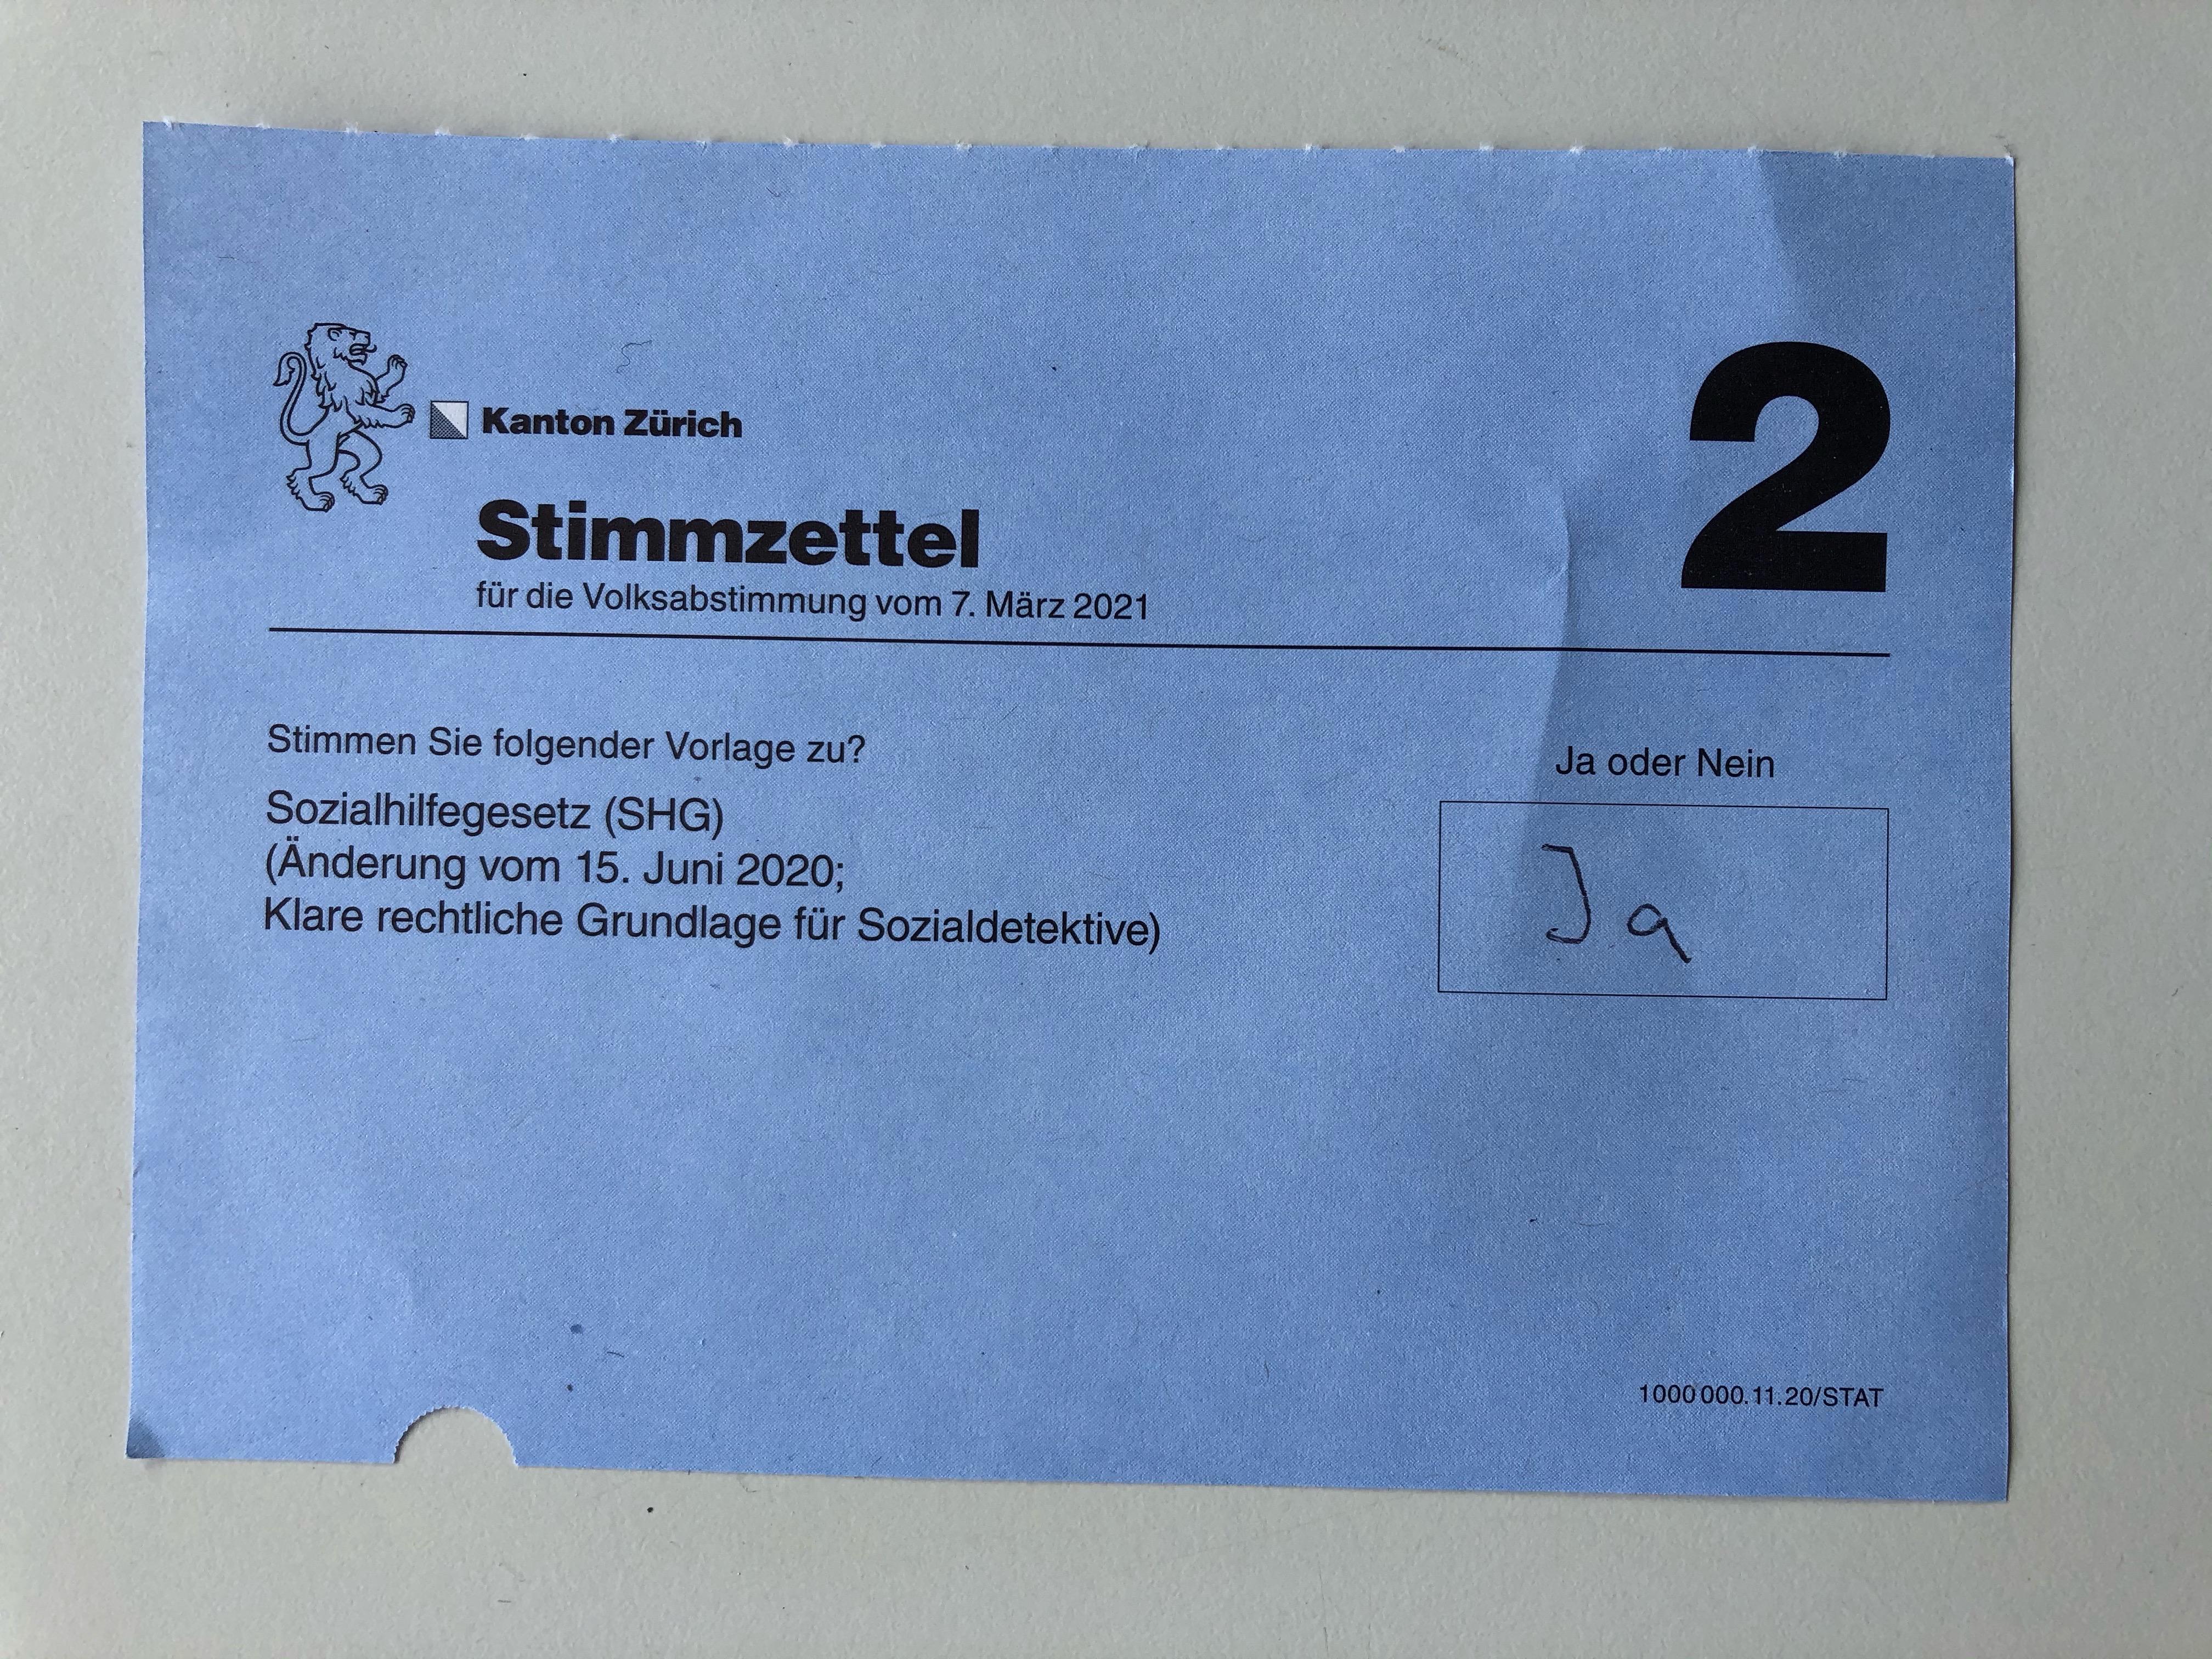 Kanton Zürich
2
Stimmzettel
für die Volksabstimmung vom 7. März 2021
Stimmen Sie folgender Vorlage zu?
Sozialhilfegesetz (SHG)
(Änderung vom 15. Juni 2020;
Klare rechtliche Grundlage für Sozialdetektive)
Ja oder Nein
Ja
1000 000.11.20/STAT